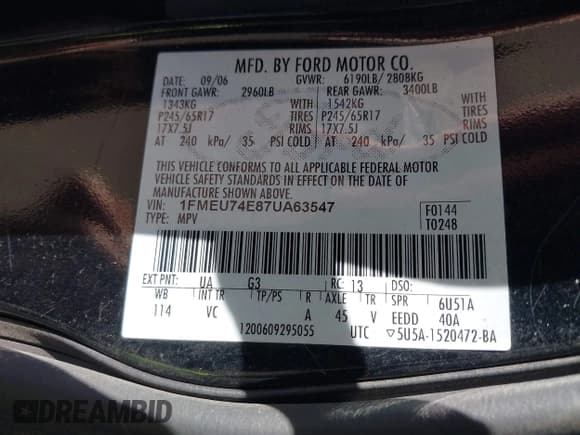 MFD. BY FORD MOTOR CO.
DATE: 09/06 GVWR: 6190LB/ 2808KG
FRONT GAWR: 2960LB REAR GAWR: 3400LB
1343KG WITH 1542KG WITH
P245/65R17 TIRES P245/65R17 TIRES
17X7.5J RIMS 17X7.5J RIMS
AT 240 kPa/ 35 PSI COLD AT 240 kPa/ 35 PSI COLD
THIS VEHICLE CONFORMS TO ALL APPLICABLE FEDERAL MOTOR
VEHICLE SAFETY STANDARDS IN EFFECT ON THE DATE OF
MANUFACTURE SHOWN ABOVE.
VIN: 1FMEU74E87UA63547
TYPE: MPV
F0144
T0248
EXT PNT: UA G3 RC: 13 DSO:
WB INT TR TP/PS R AXLE TR SPR 6U51A
114 VC A 45 V EEDD 40A
1200609295055 UTC ▽5U5A-1520472-BA
DREAMBID